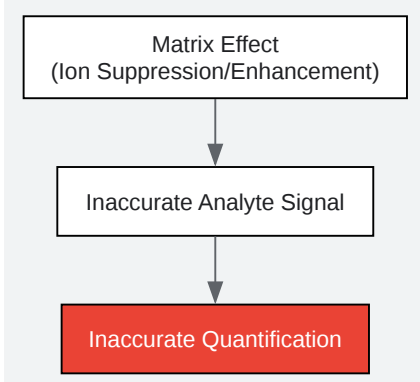 Matrix Effect
(Ion Suppression/Enhancement)
Inaccurate Analyte Signal
Inaccurate Quantification